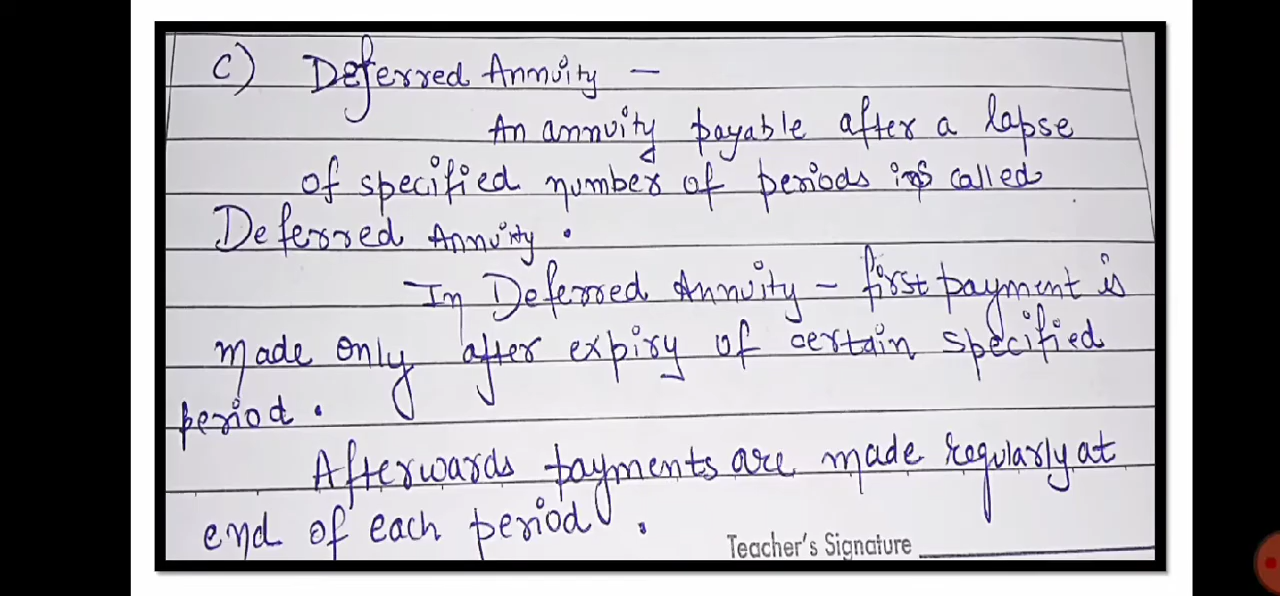 C) Deferred Annuity –
An annuity payable after a lapse
of specified number of periods is called
Deferred Annuity .
In Deferred Annuity – first payment is
made only after expiry of certain specified
period .
Afterwards payments are made regularly at
end of each period .
Teacher's Signature